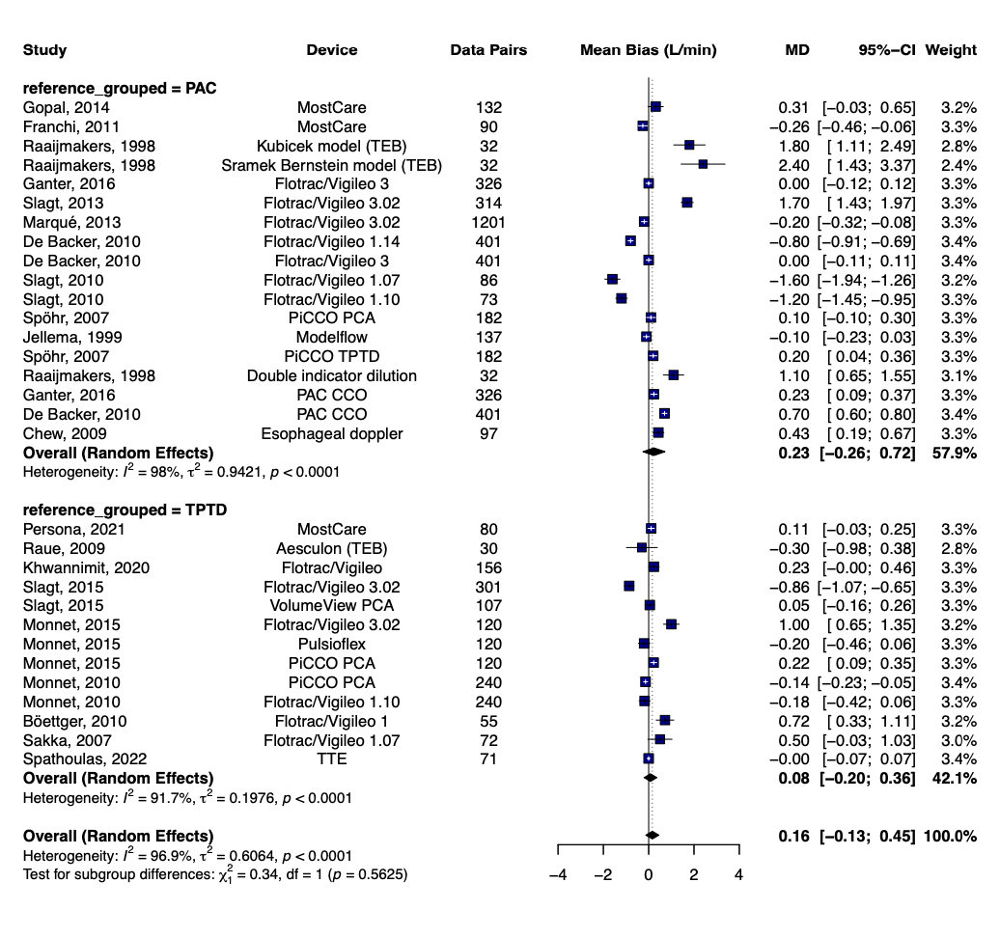 Study Device Data Pairs Mean Bias (L/min) MD 95%−CI Weight
reference_grouped = PAC
Gopal, 2014 MostCare 132 0.31 [−0.03; 0.65] 3.2%
Franchi, 2011 MostCare 90 −0.26 [−0.46; −0.06] 3.3%
Raaijmakers, 1998 Kubicek model (TEB) 32 1.80 [ 1.11; 2.49] 2.8%
Raaijmakers, 1998 Sramek Bernstein model (TEB) 32 2.40 [ 1.43; 3.37] 2.4%
Ganter, 2016 Flotrac/Vigileo 3 326 0.00 [−0.12; 0.12] 3.3%
Slagt, 2013 Flotrac/Vigileo 3.02 314 1.70 [ 1.43; 1.97] 3.3%
Marqué, 2013 Flotrac/Vigileo 3.02 1201 −0.20 [−0.32; −0.08] 3.3%
De Backer, 2010 Flotrac/Vigileo 1.14 401 −0.80 [−0.91; −0.69] 3.4%
De Backer, 2010 Flotrac/Vigileo 3 401 0.00 [−0.11; 0.11] 3.4%
Slagt, 2010 Flotrac/Vigileo 1.07 86 −1.60 [−1.94; −1.26] 3.2%
Slagt, 2010 Flotrac/Vigileo 1.10 73 −1.20 [−1.45; −0.95] 3.3%
Spöhr, 2007 PiCCO PCA 182 0.10 [−0.10; 0.30] 3.3%
Jellema, 1999 Modelflow 137 −0.10 [−0.23; 0.03] 3.3%
Spöhr, 2007 PiCCO TPTD 182 0.20 [ 0.04; 0.36] 3.3%
Raaijmakers, 1998 Double indicator dilution 32 1.10 [ 0.65; 1.55] 3.1%
Ganter, 2016 PAC CCO 326 0.23 [ 0.09; 0.37] 3.3%
De Backer, 2010 PAC CCO 401 0.70 [ 0.60; 0.80] 3.4%
Chew, 2009 Esophageal doppler 97 0.43 [ 0.19; 0.67] 3.3%
Overall (Random Effects) 0.23 [−0.26; 0.72] 57.9%
Heterogeneity: I² = 98%, τ² = 0.9421, p < 0.0001
reference_grouped = TPTD
Persona, 2021 MostCare 80 0.11 [−0.03; 0.25] 3.3%
Raue, 2009 Aesculon (TEB) 30 −0.30 [−0.98; 0.38] 2.8%
Khwannimit, 2020 Flotrac/Vigileo 156 0.23 [−0.00; 0.46] 3.3%
Slagt, 2015 Flotrac/Vigileo 3.02 301 −0.86 [−1.07; −0.65] 3.3%
Slagt, 2015 VolumeView PCA 107 0.05 [−0.16; 0.26] 3.3%
Monnet, 2015 Flotrac/Vigileo 3.02 120 1.00 [ 0.65; 1.35] 3.2%
Monnet, 2015 Pulsioflex 120 −0.20 [−0.46; 0.06] 3.3%
Monnet, 2015 PiCCO PCA 120 0.22 [ 0.09; 0.35] 3.3%
Monnet, 2010 PiCCO PCA 240 −0.14 [−0.23; −0.05] 3.4%
Monnet, 2010 Flotrac/Vigileo 1.10 240 −0.18 [−0.42; 0.06] 3.3%
Böettger, 2010 Flotrac/Vigileo 1 55 0.72 [ 0.33; 1.11] 3.2%
Sakka, 2007 Flotrac/Vigileo 1.07 72 0.50 [−0.03; 1.03] 3.0%
Spathoulas, 2022 TTE 71 −0.00 [−0.07; 0.07] 3.4%
Overall (Random Effects) 0.08 [−0.20; 0.36] 42.1%
Heterogeneity: I² = 91.7%, τ² = 0.1976, p < 0.0001
Overall (Random Effects) 0.16 [−0.13; 0.45] 100.0%
Heterogeneity: I² = 96.9%, τ² = 0.6064, p < 0.0001
Test for subgroup differences: χ²₁ = 0.34, df = 1 (p = 0.5625)
−4 −2 0 2 4